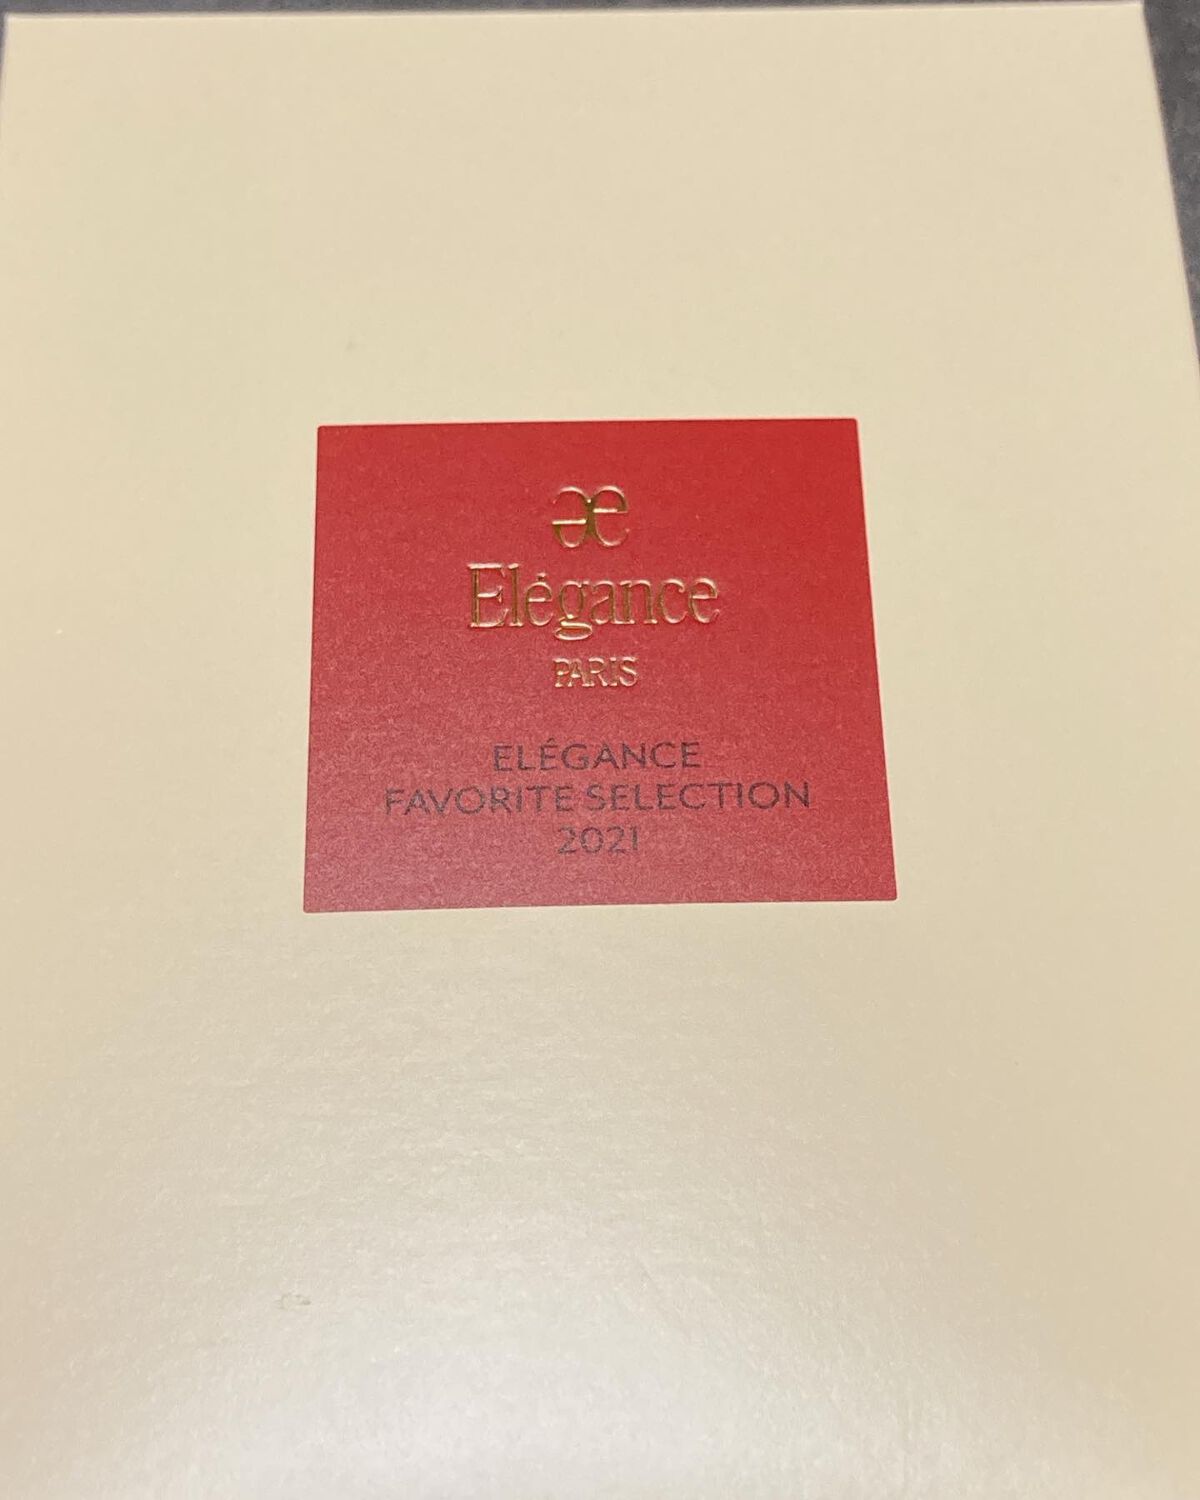 Elégance
PARIS
ELÉGANCE
FAVORITE SELECTION
2021